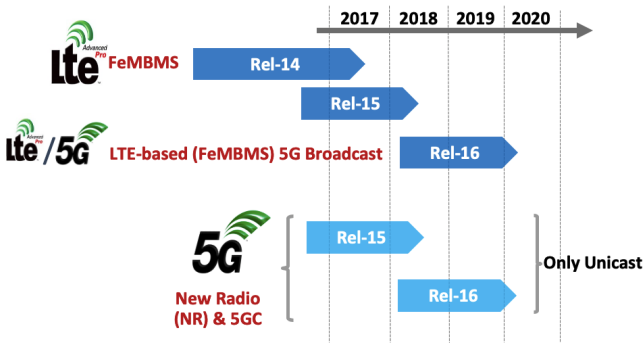 2017 2018 2019 2020
Advanced
Pro
LTE FeMBMS
Rel-14
Rel-15
Advanced
Pro
LTE / 5G LTE-based (FeMBMS) 5G Broadcast
Rel-16
5G
Rel-15
Only Unicast
New Radio
(NR) & 5GC
Rel-16